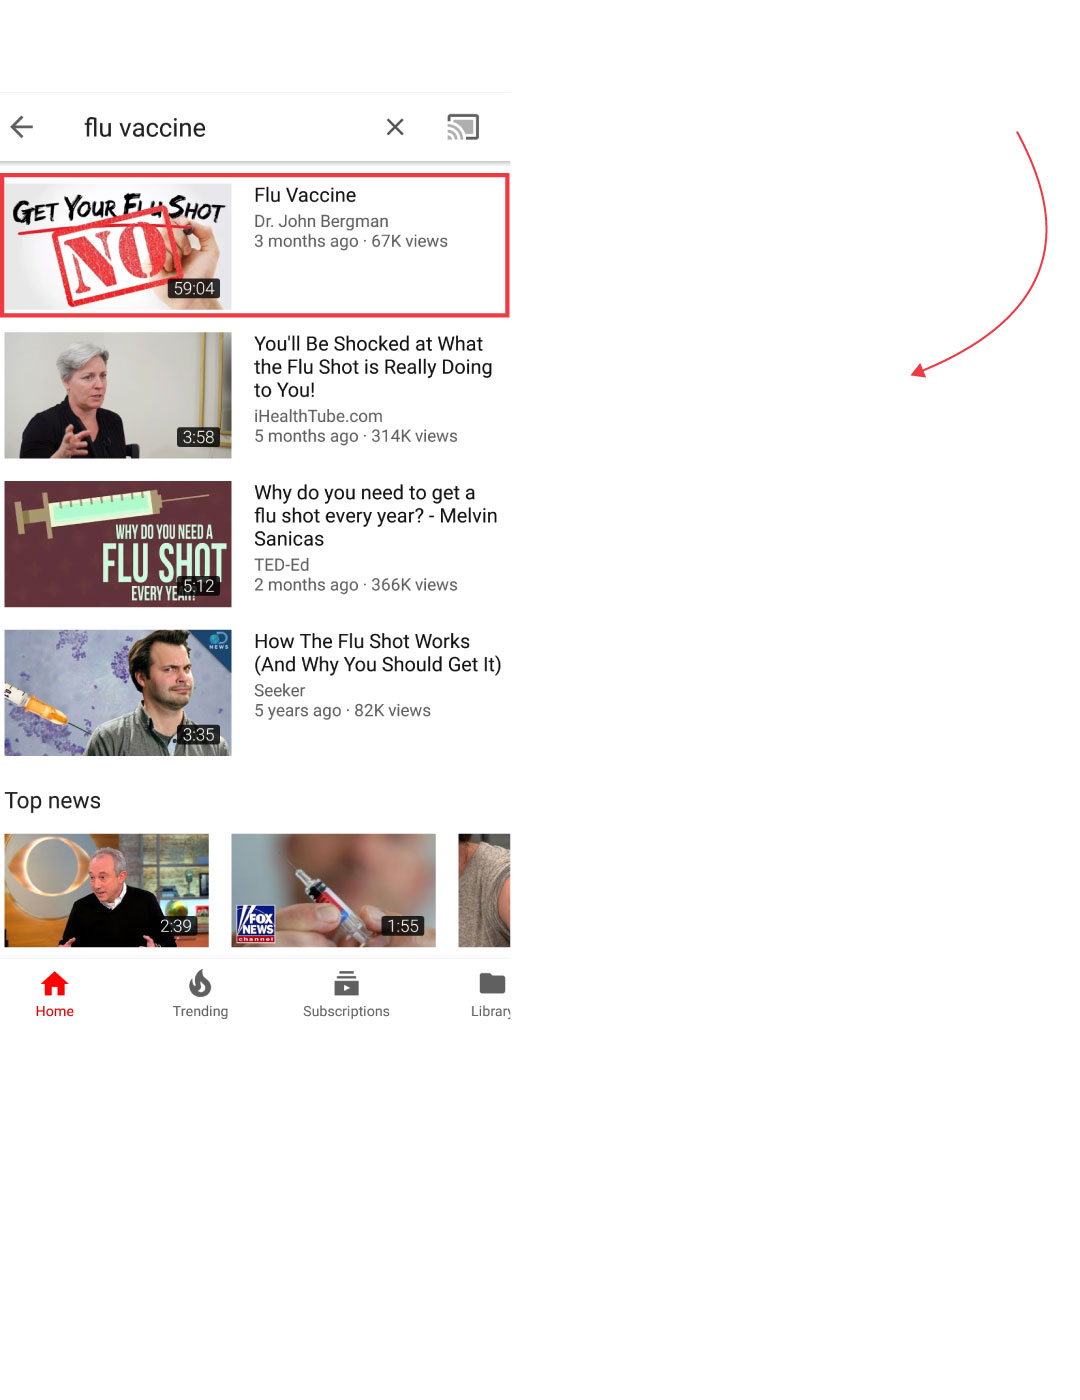 flu vaccine
GET YOUR FLU SHOT
NO
59:04
Flu Vaccine
Dr. John Bergman
3 months ago · 67K views
3:58
You'll Be Shocked at What
the Flu Shot is Really Doing
to You!
iHealthTube.com
5 months ago · 314K views
WHY DO YOU NEED A
FLU SHOT
EVERY YEAR?
5:12
Why do you need to get a
flu shot every year? - Melvin
Sanicas
TED-Ed
2 months ago · 366K views
NEWS
3:35
How The Flu Shot Works
(And Why You Should Get It)
Seeker
5 years ago · 82K views
Top news
2:39
FOX
NEWS
channel
1:55
Home
Trending
Subscriptions
Library